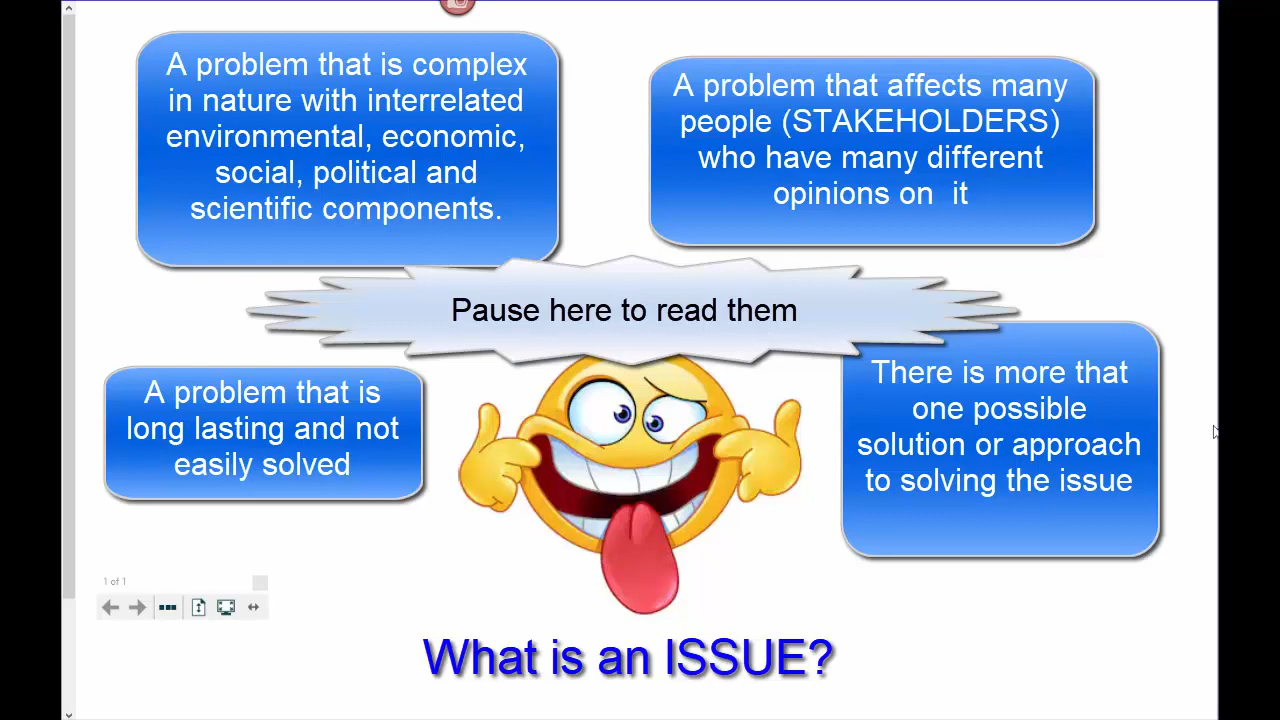 A problem that is complex
in nature with interrelated
environmental, economic,
social, political and
scientific components.
A problem that affects many
people (STAKEHOLDERS)
who have many different
opinions on  it
Pause here to read them
A problem that is
long lasting and not
easily solved
There is more that
one possible
solution or approach
to solving the issue
1 of 1
What is an ISSUE?